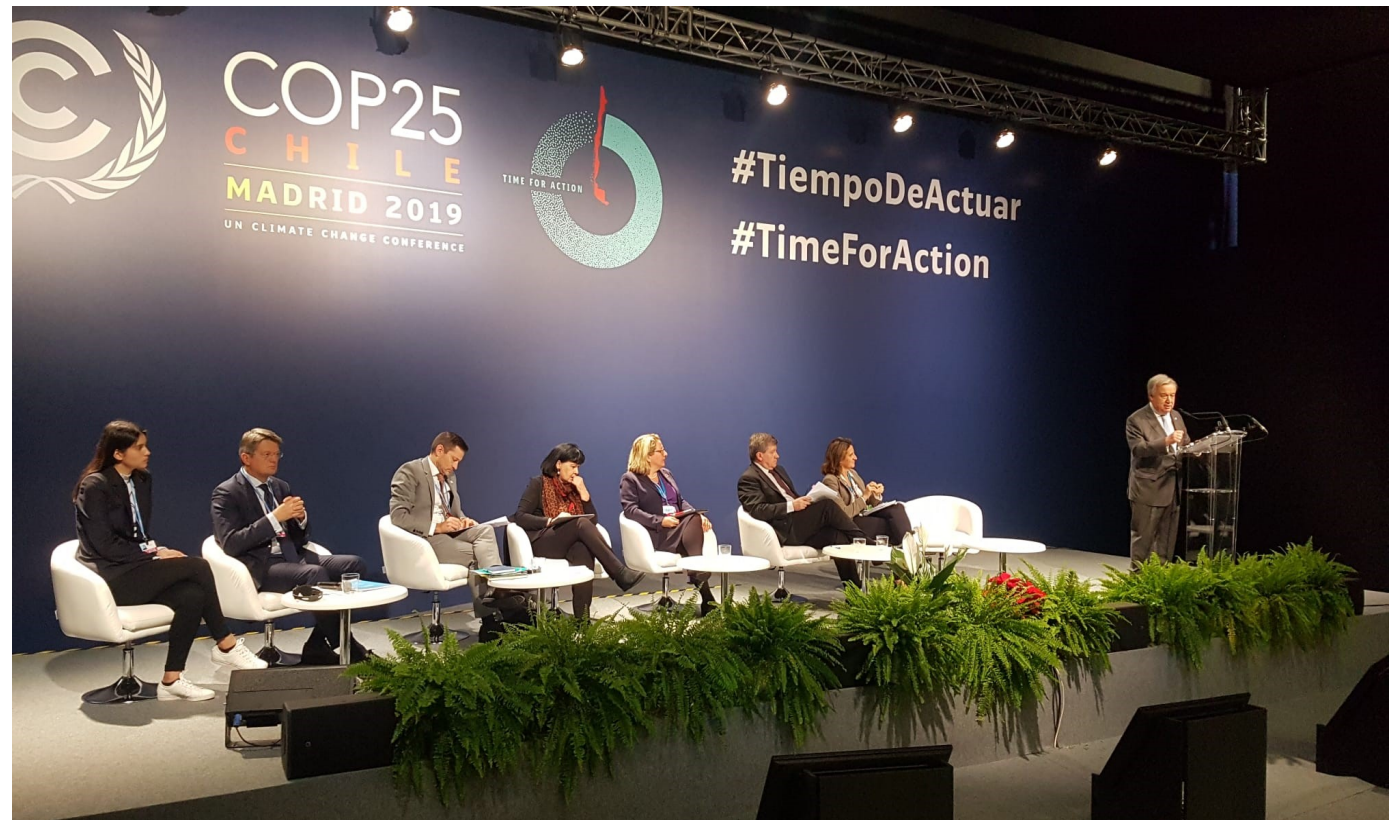 COP25
CHILE
MADRID 2019
UN CLIMATE CHANGE CONFERENCE
TIME FOR ACTION
#TiempoDeActuar
#TimeForAction